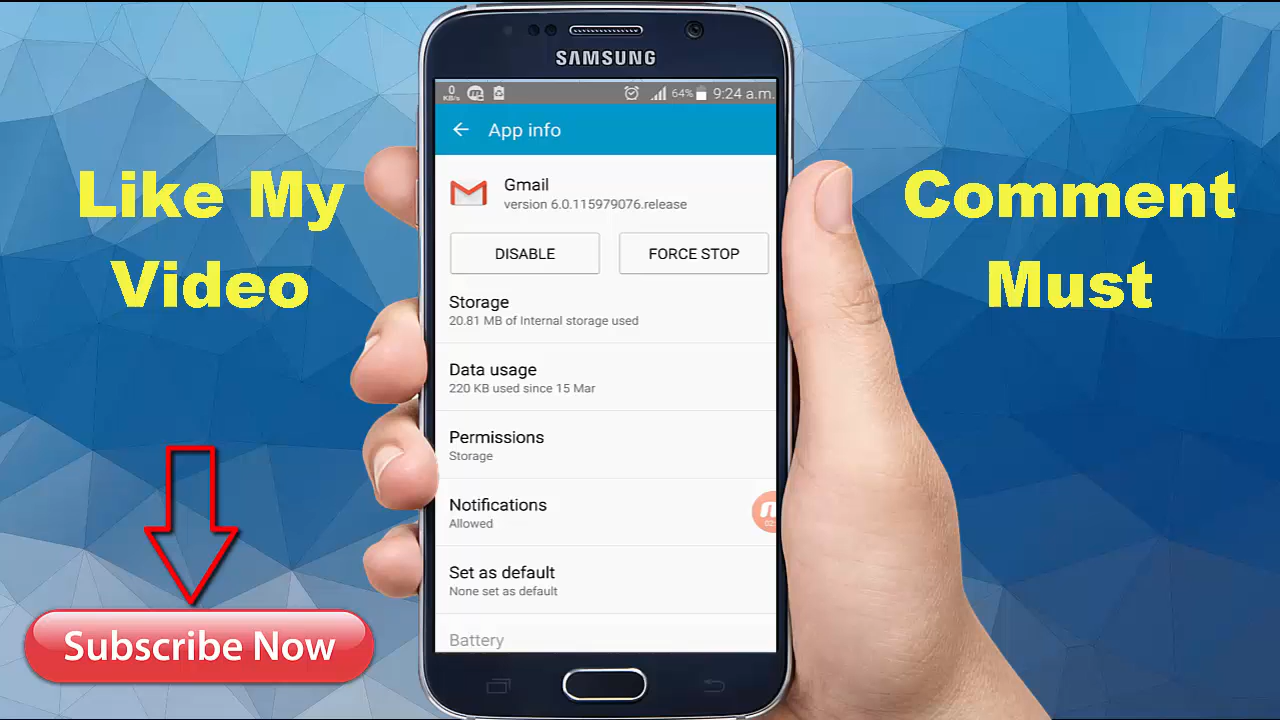 SAMSUNG
0
KB/s
64%
9:24 a.m.
App info
Gmail
version 6.0.115979076.release
DISABLE
FORCE STOP
Storage
20.81 MB of Internal storage used
Data usage
220 KB used since 15 Mar
Permissions
Storage
Notifications
Allowed
Set as default
None set as default
Battery
Like My
Video
Comment
Must
Subscribe Now